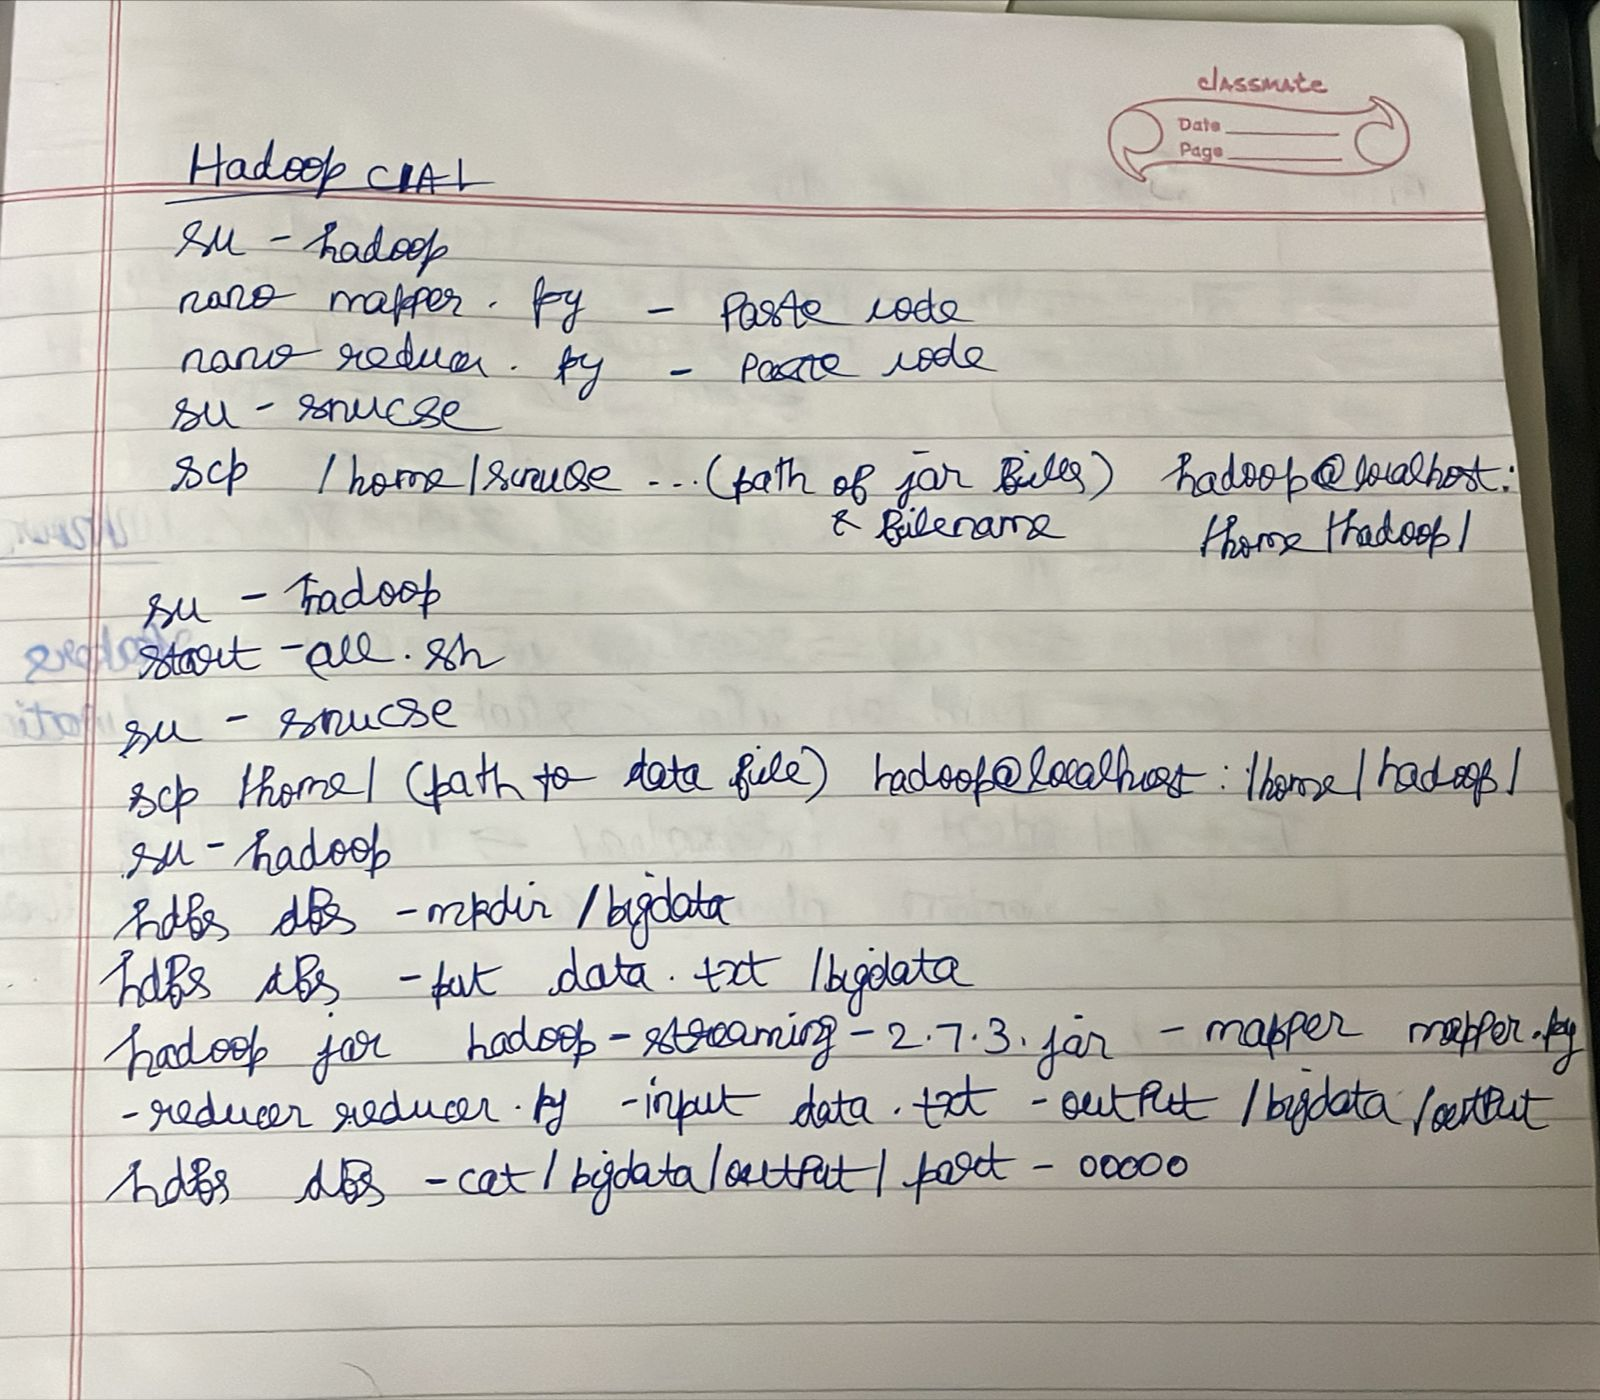 classmate
Date
Page
Hadoop CIA1
su - hadoop
nano mapper.py - Paste code
nano reducer.py - Paste code
su - snucse
scp /home/snucse ... (path of jar files) hadoop@localhost:
& filename /home/hadoop/
su - hadoop
start-all.sh
su - snucse
scp /home/ (path to data file) hadoop@localhost:/home/hadoop/
su - hadoop
hdfs dfs -mkdir /bigdata
hdfs dfs -put data.txt /bigdata
hadoop jar hadoop-streaming-2.7.3.jar -mapper mapper.py
-reducer reducer.py -input data.txt -output /bigdata/output
hdfs dfs -cat /bigdata/output/part-00000